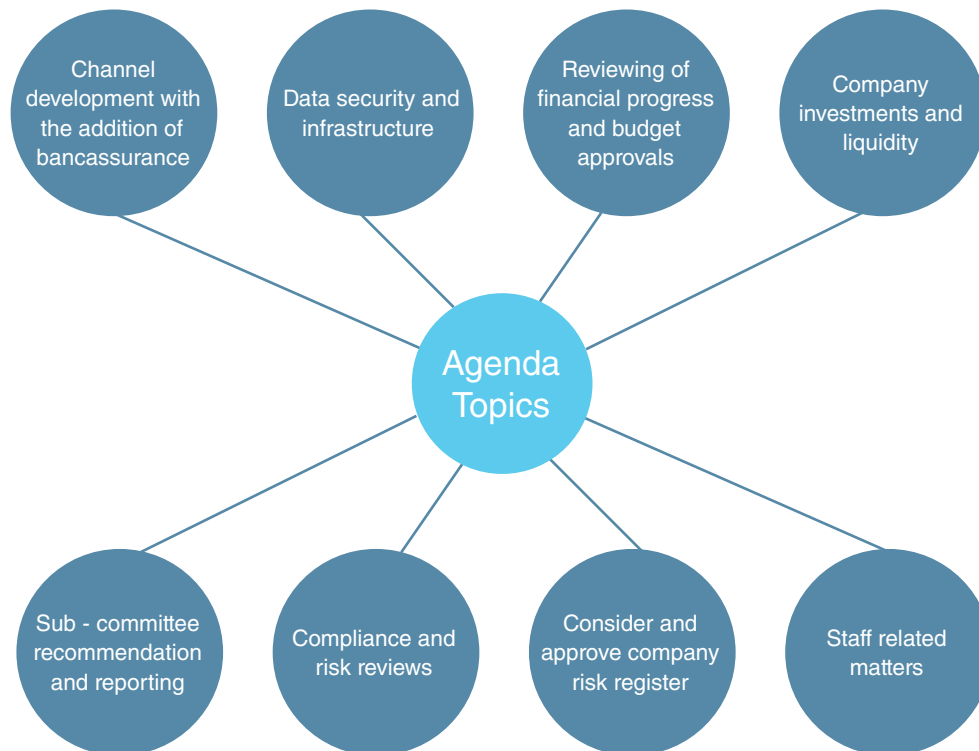 Channel
development with
the addition of
bancassurance
Data security and
infrastructure
Reviewing of
financial progress
and budget
approvals
Company
investments and
liquidity
Agenda
Topics
Sub - committee
recommendation
and reporting
Compliance and
risk reviews
Consider and
approve company
risk register
Staff related
matters